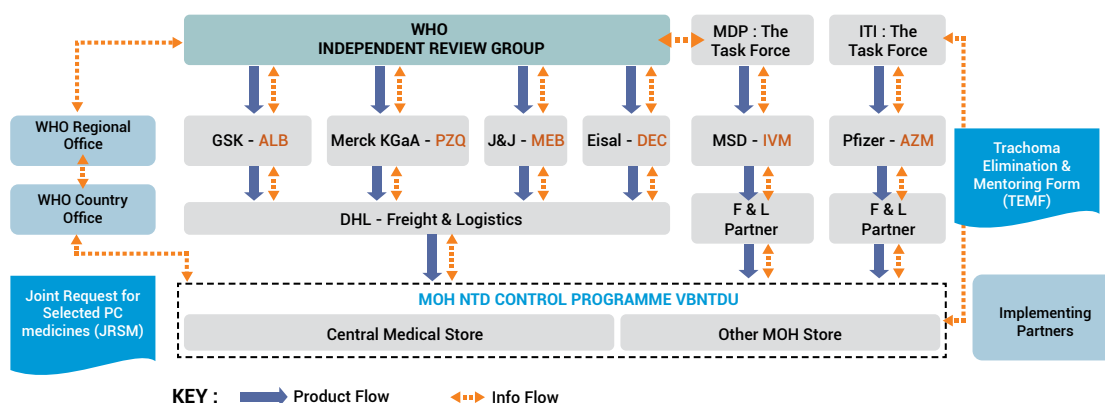 WHO
INDEPENDENT REVIEW GROUP
MDP : The
Task Force
ITI : The
Task Force
WHO Regional
Office
GSK - ALB
Merck KGaA - PZQ
J&J - MEB
Eisal - DEC
MSD - IVM
Pfizer - AZM
Trachoma
Elimination &
Mentoring Form
(TEMF)
WHO Country
Office
DHL - Freight & Logistics
F & L
Partner
F & L
Partner
Joint Request for
Selected PC
medicines (JRSM)
MOH NTD CONTROL PROGRAMME VBNTDU
Central Medical Store
Other MOH Store
Implementing
Partners
KEY :
Product Flow
Info Flow